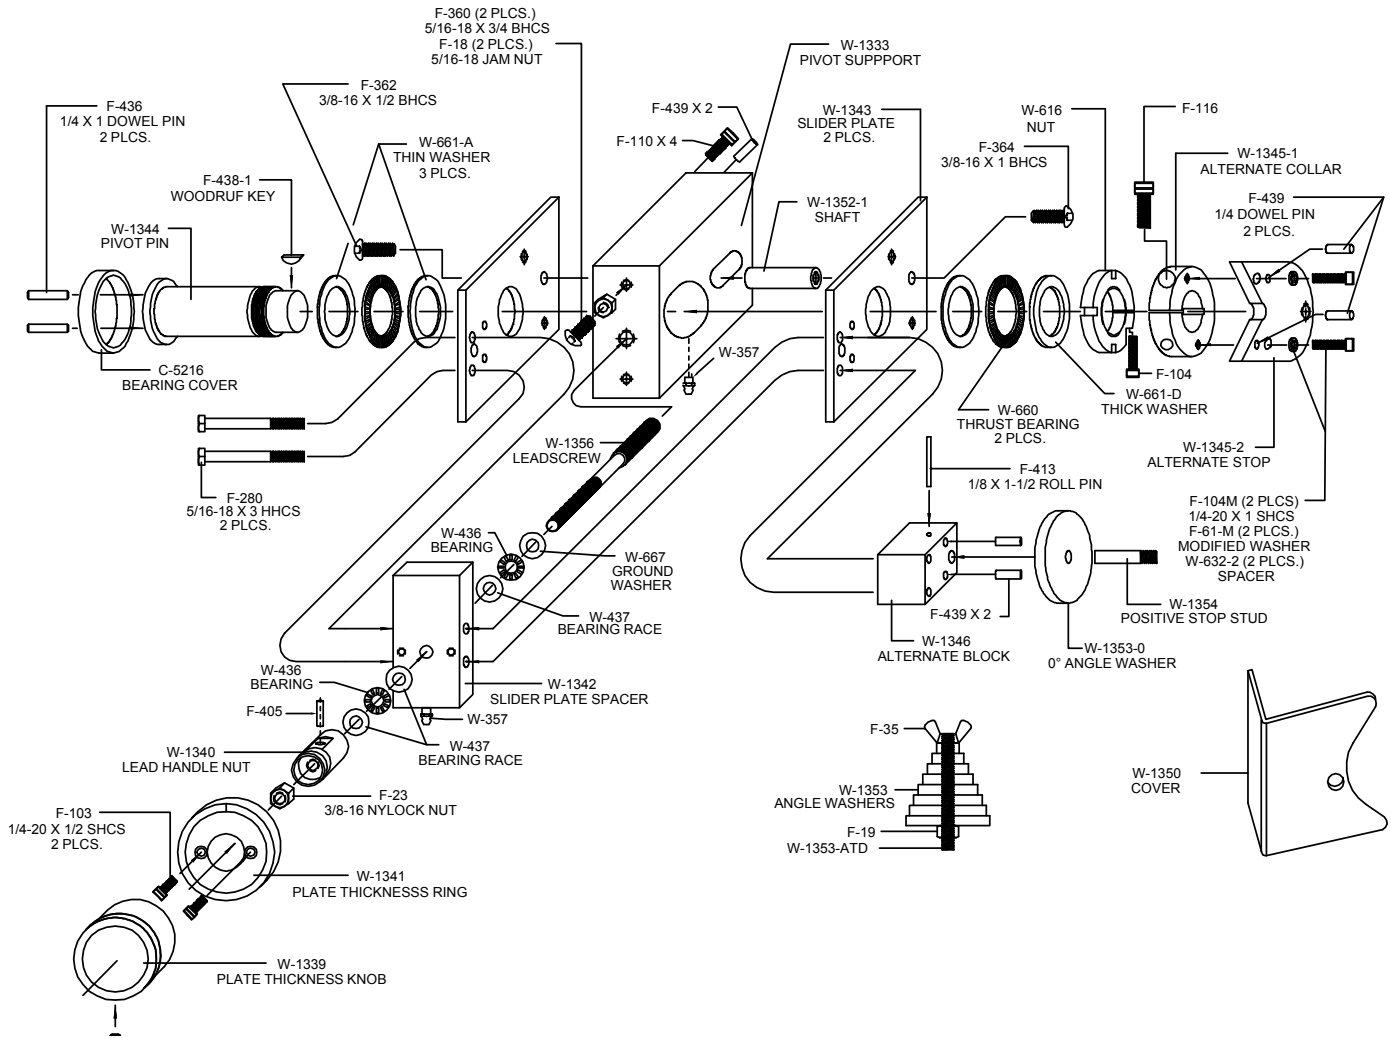 F-360 (2 PLCS.)
5/16-18 X 3/4 BHCS
F-18 (2 PLCS.)
5/16-18 JAM NUT
W-1333
PIVOT SUPPPORT
F-362
3/8-16 X 1/2 BHCS
F-436
1/4 X 1 DOWEL PIN
2 PLCS.
F-439 X 2
F-110 X 4
W-1343
SLIDER PLATE
2 PLCS.
W-616
NUT
F-116
W-661-A
THIN WASHER
3 PLCS.
F-364
3/8-16 X 1 BHCS
W-1345-1
ALTERNATE COLLAR
F-438-1
WOODRUF KEY
W-1352-1
SHAFT
F-439
1/4 DOWEL PIN
2 PLCS.
W-1344
PIVOT PIN
C-5216
BEARING COVER
W-357
F-104
W-661-D
THICK WASHER
W-660
THRUST BEARING
2 PLCS.
W-1345-2
ALTERNATE STOP
W-1356
LEADSCREW
F-280
5/16-18 X 3 HHCS
2 PLCS.
F-413
1/8 X 1-1/2 ROLL PIN
F-104M (2 PLCS)
1/4-20 X 1 SHCS
F-61-M (2 PLCS.)
MODIFIED WASHER
W-632-2 (2 PLCS.)
SPACER
W-436
BEARING
W-667
GROUND
WASHER
W-437
BEARING RACE
F-439 X 2
W-1354
POSITIVE STOP STUD
W-1346
ALTERNATE BLOCK
W-1353-0
0° ANGLE WASHER
W-436
BEARING
W-1342
SLIDER PLATE SPACER
F-405
W-357
W-437
BEARING RACE
W-1340
LEAD HANDLE NUT
F-35
W-1353
ANGLE WASHERS
W-1350
COVER
F-23
3/8-16 NYLOCK NUT
F-103
1/4-20 X 1/2 SHCS
2 PLCS.
F-19
W-1353-ATD
W-1341
PLATE THICKNESSS RING
W-1339
PLATE THICKNESS KNOB